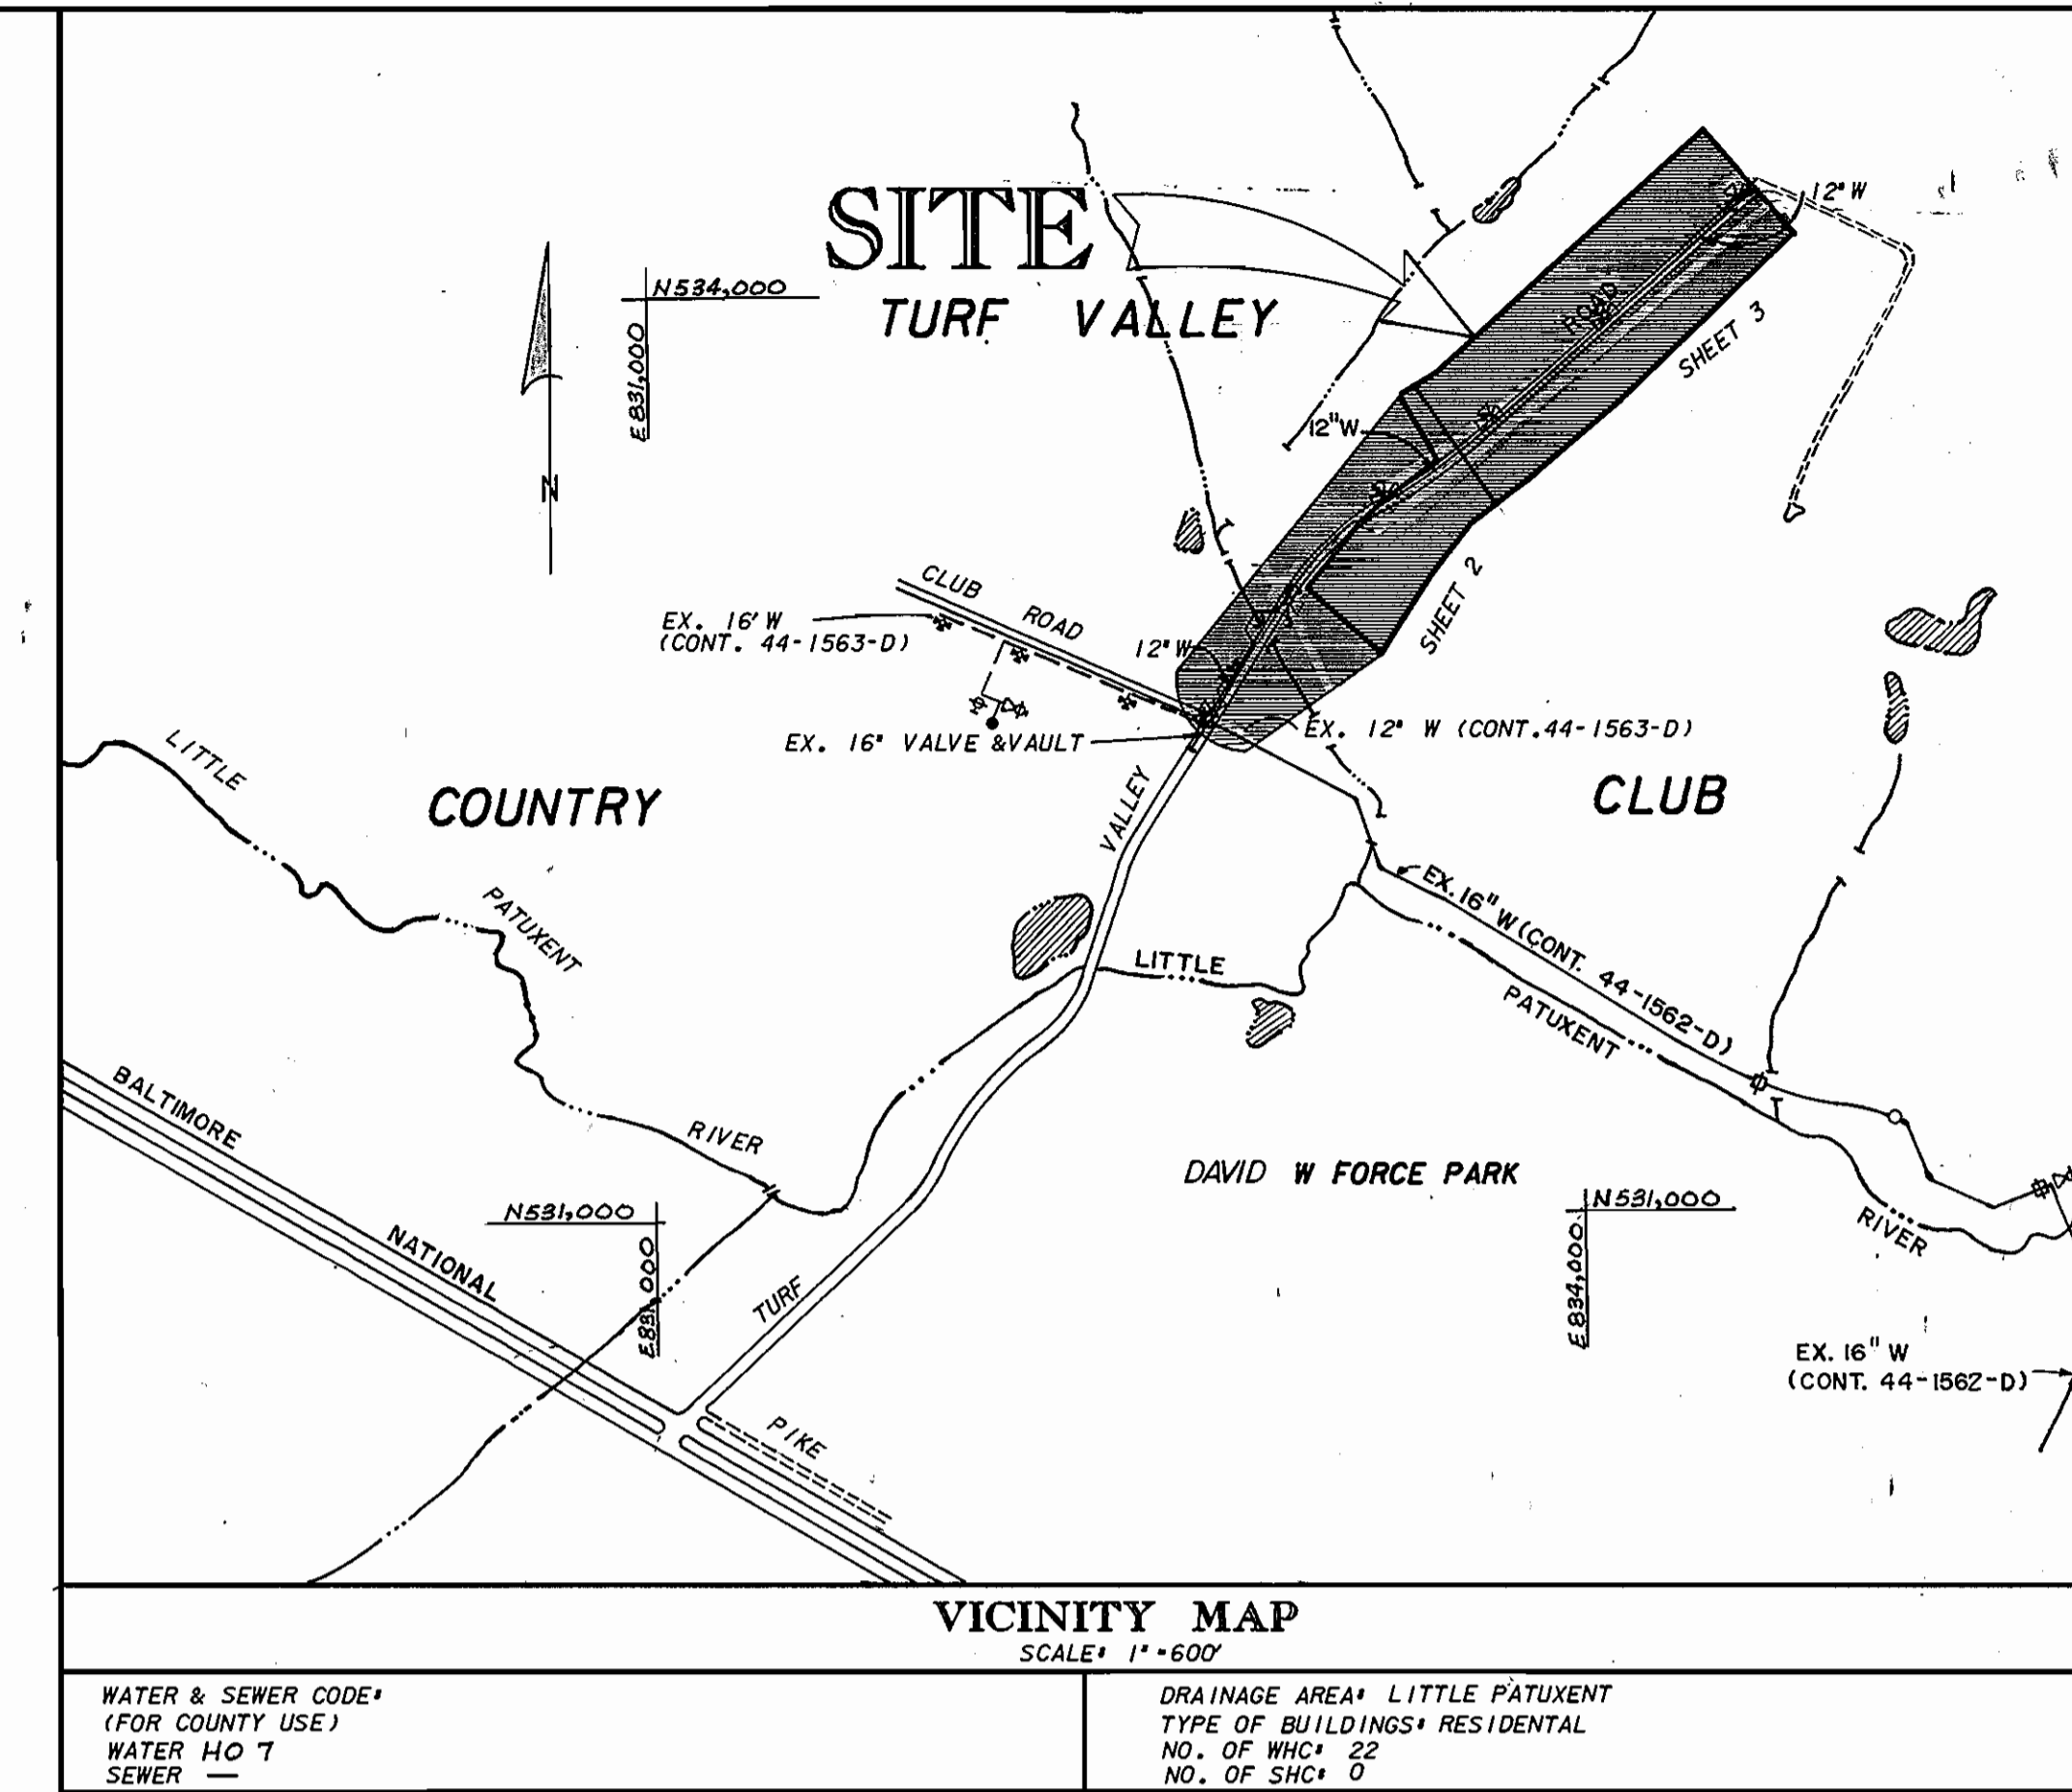 SITE
TURF VALLEY
N534,000
E831,000
N
12"W
ROAD
SHEET 3
12"W
SHEET 2
CLUB ROAD
EX. 16' W
(CONT. 44-1563-D)
12"W
EX. 16" VALVE &VAULT
EX. 12" W (CONT.44-1563-D)
COUNTRY
CLUB
LITTLE
PATUXENT
RIVER
VALLEY
LITTLE
EX. 16" W (CONT. 44-1562-D)
PATUXENT
RIVER
BALTIMORE
NATIONAL
PIKE
TURF
DAVID W FORCE PARK
N531,000
E831,000
N531,000
E834,000
EX. 16" W
(CONT. 44-1562-D)
VICINITY MAP
SCALE: 1"=600'
WATER & SEWER CODE:
(FOR COUNTY USE)
WATER HO 7
SEWER —
DRAINAGE AREA: LITTLE PATUXENT
TYPE OF BUILDINGS: RESIDENTAL
NO. OF WHC: 22
NO. OF SHC: 0